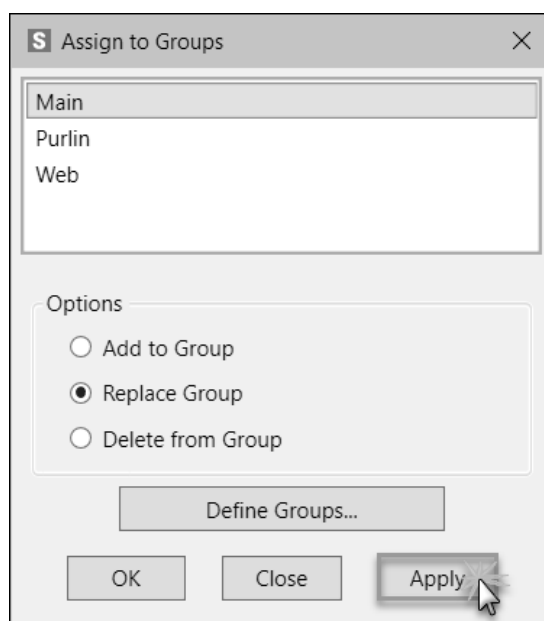 S Assign to Groups
Main
Purlin
Web
Options
Add to Group
Replace Group
Delete from Group
Define Groups...
OK Close Apply